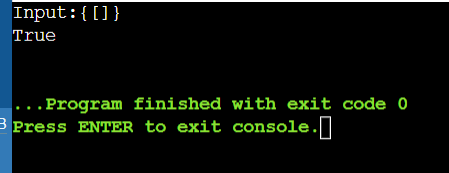 Input:{[]}
True
...Program finished with exit code 0
Press ENTER to exit console.